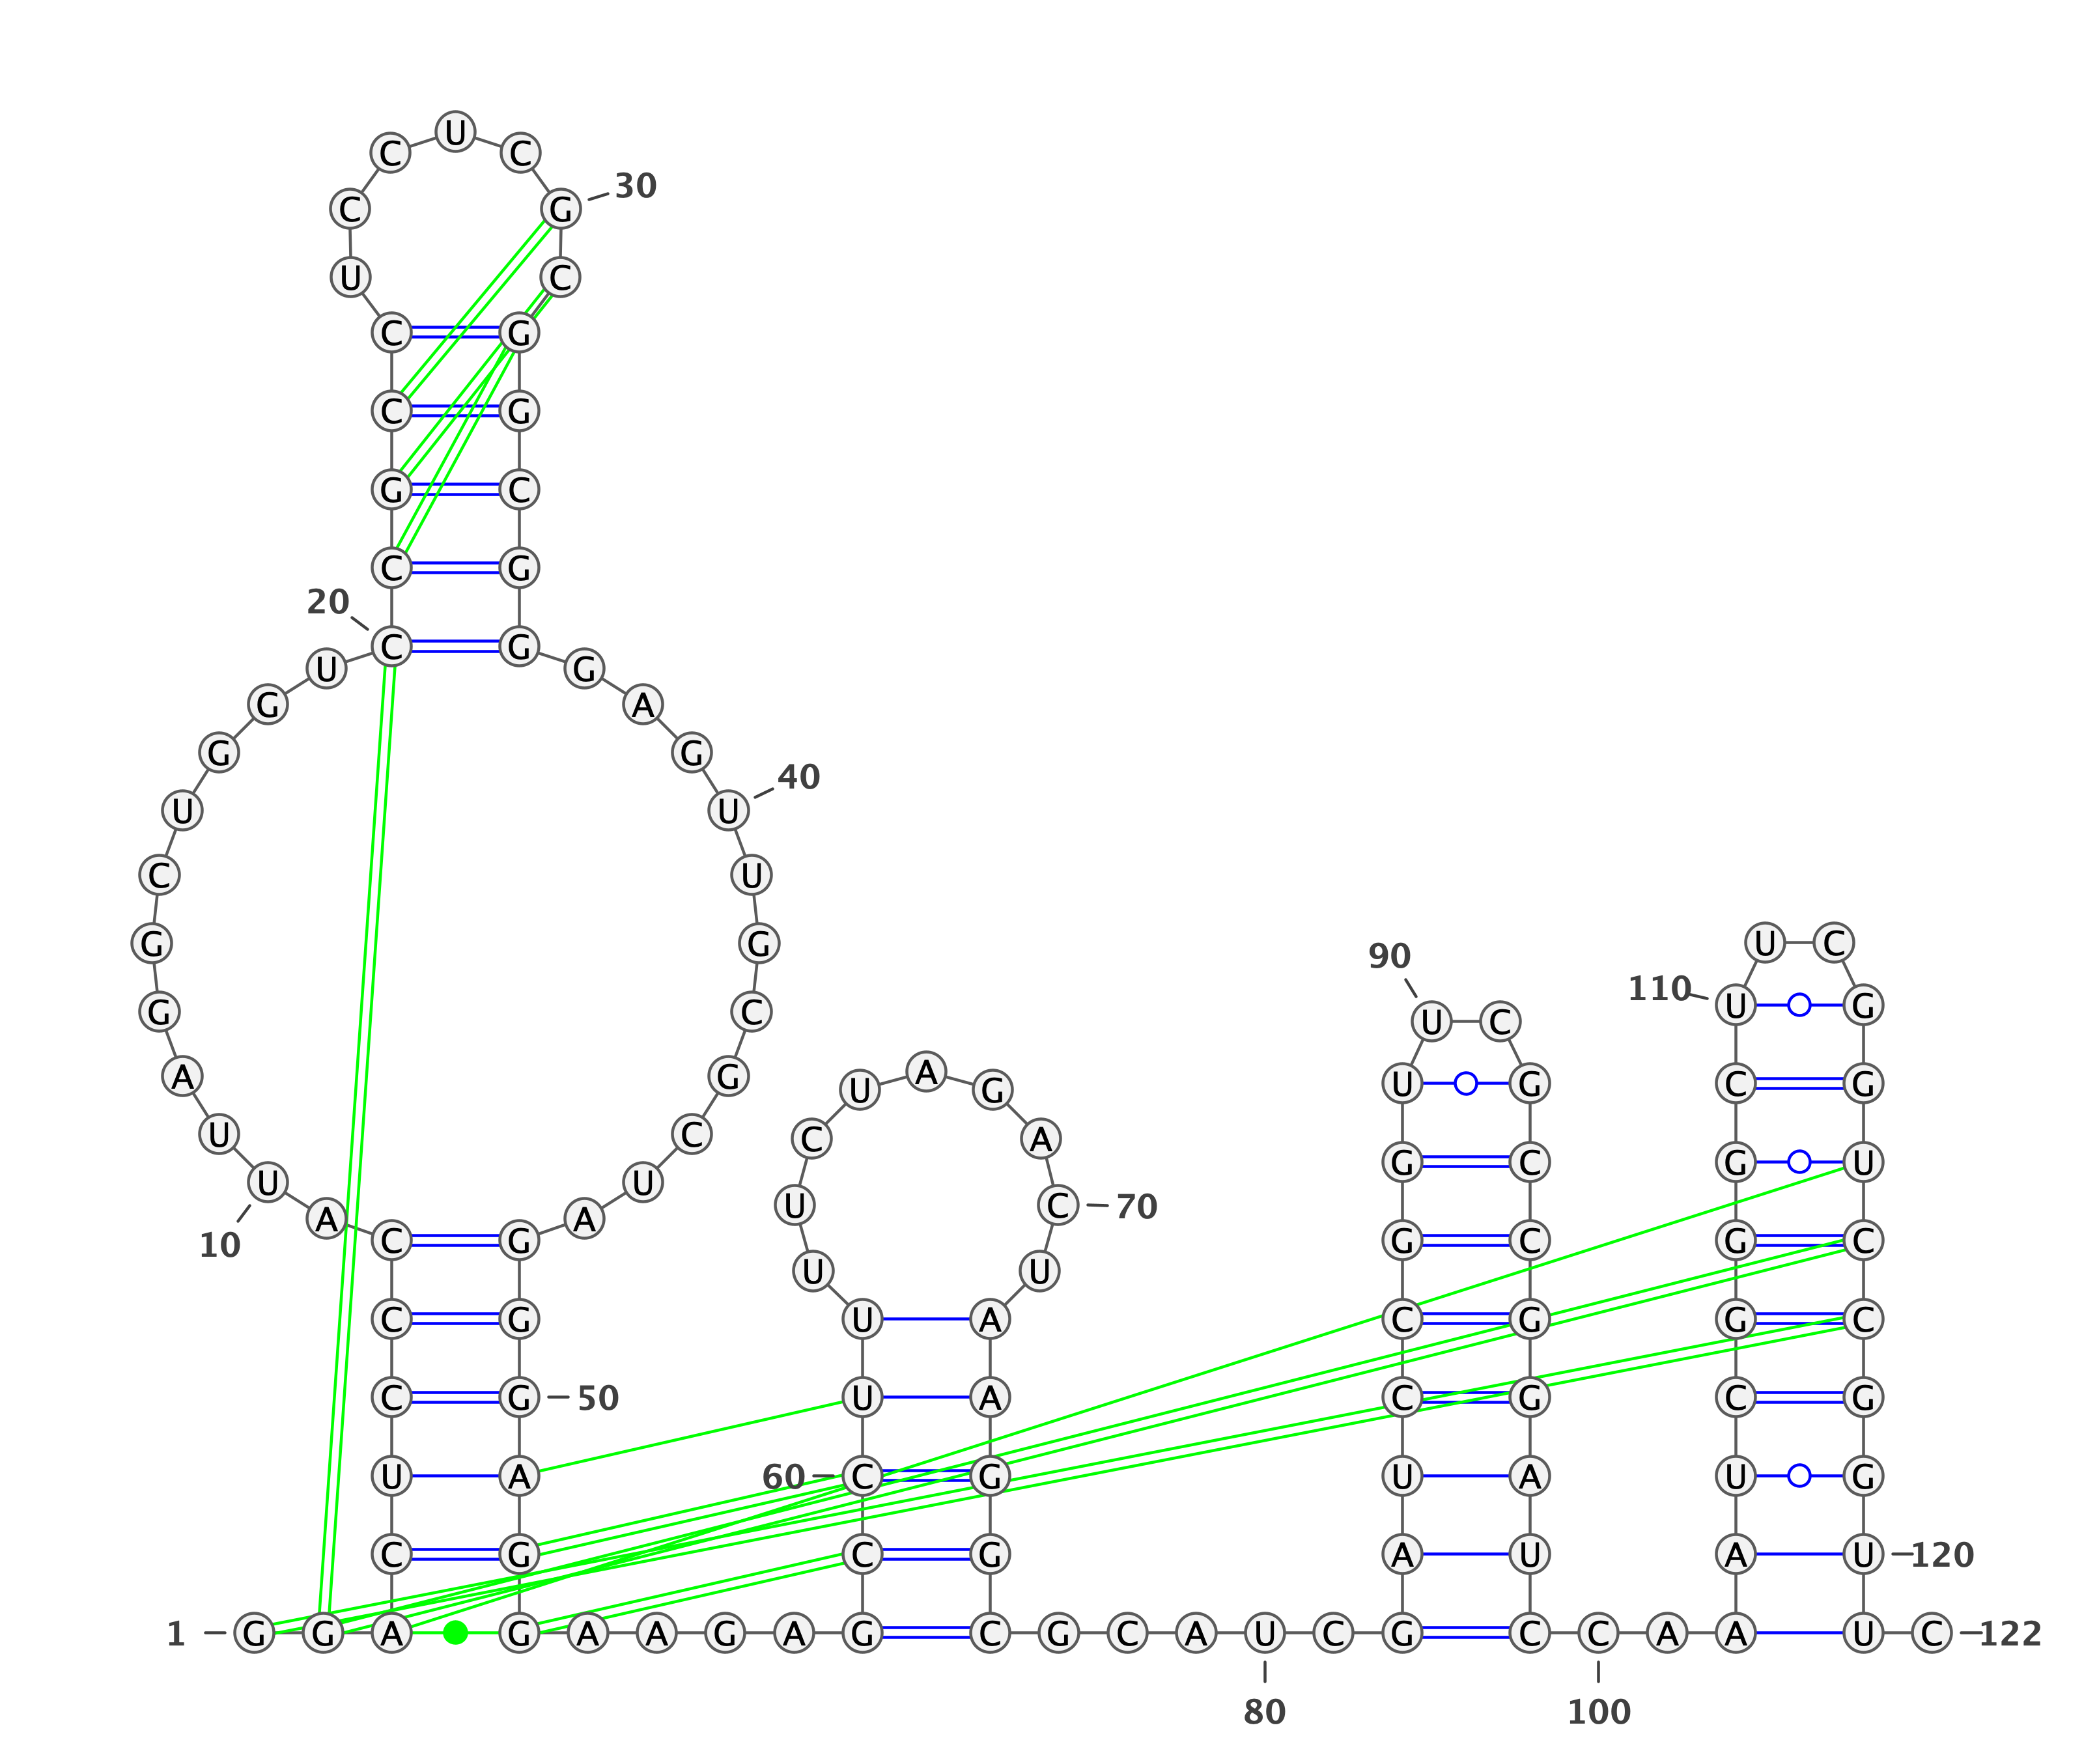 U
C C
30
C G
U C
C G
C G
G C
C G
20
C G
U G
G A
G G
40
U U
C U
G G U C
90
110
U G
G C
U C
A
A G U G C G
U G
U C C A
G C G U
U U
U C 70
A A
C G G C G C
10
U U
C G U A C G G C
C G 50 U A C G C G
U A 60 C G U A U G
C G C G A U A U 120
1 G G A G A A G A G C G C A U C G C C A A U C 122
80 100